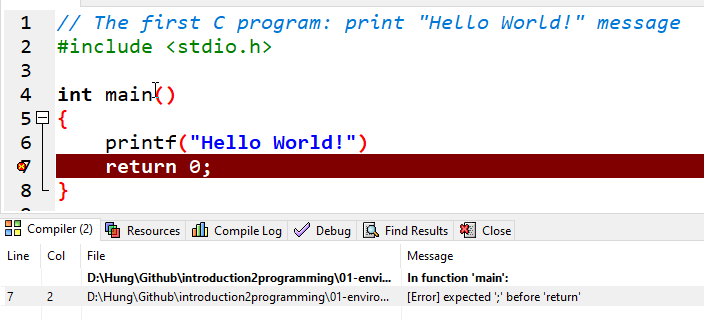 1 // The first C program: print "Hello World!" message
2 #include <stdio.h>
3
4 int main()
5 {
6 printf("Hello World!")
7 return 0;
8 }
Compiler (2) Resources Compile Log Debug Find Results Close
Line Col File Message
D:\Hung\Github\introduction2programming\01-envi... In function 'main':
7 2 D:\Hung\Github\introduction2programming\01-enviro... [Error] expected ';' before 'return'